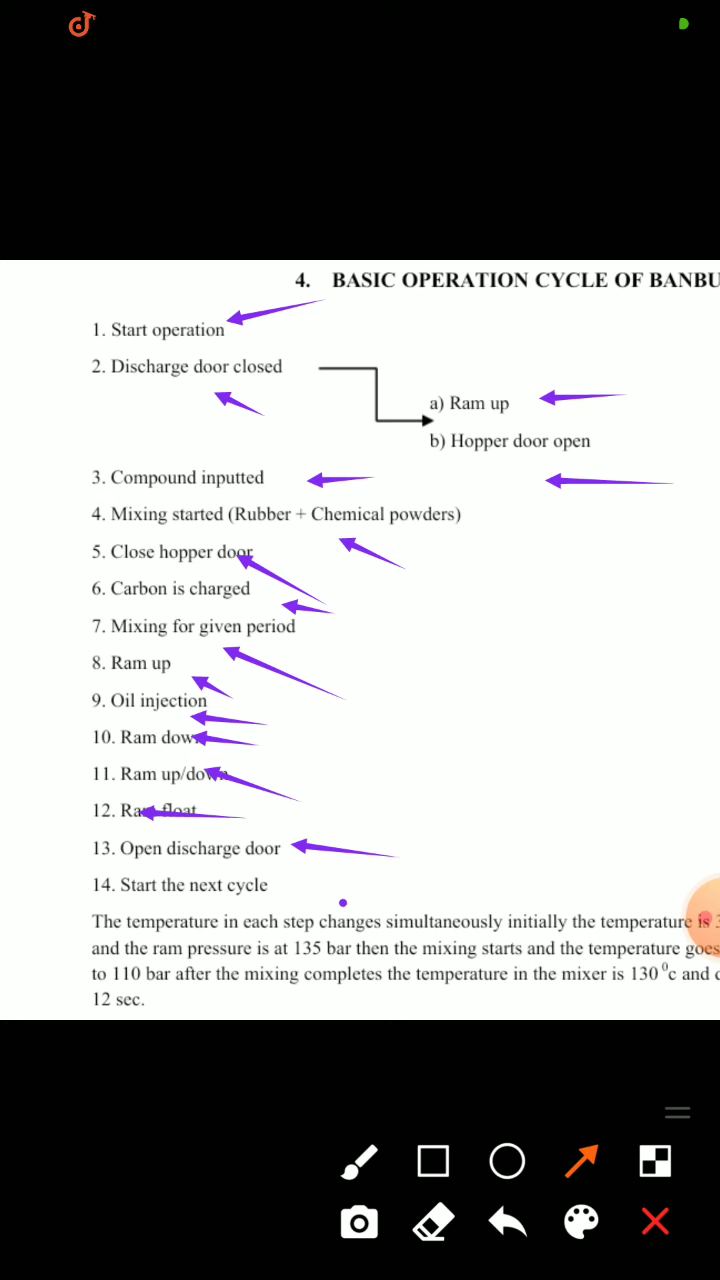 4. BASIC OPERATION CYCLE OF BANBU
1. Start operation
2. Discharge door closed
a) Ram up
b) Hopper door open
3. Compound inputted
4. Mixing started (Rubber + Chemical powders)
5. Close hopper door
6. Carbon is charged
7. Mixing for given period
8. Ram up
9. Oil injection
10. Ram down
11. Ram up/down
12. Ram float
13. Open discharge door
14. Start the next cycle
The temperature in each step changes simultaneously initially the temperature is 3
and the ram pressure is at 135 bar then the mixing starts and the temperature goes
to 110 bar after the mixing completes the temperature in the mixer is 130 ⁰c and
12 sec.